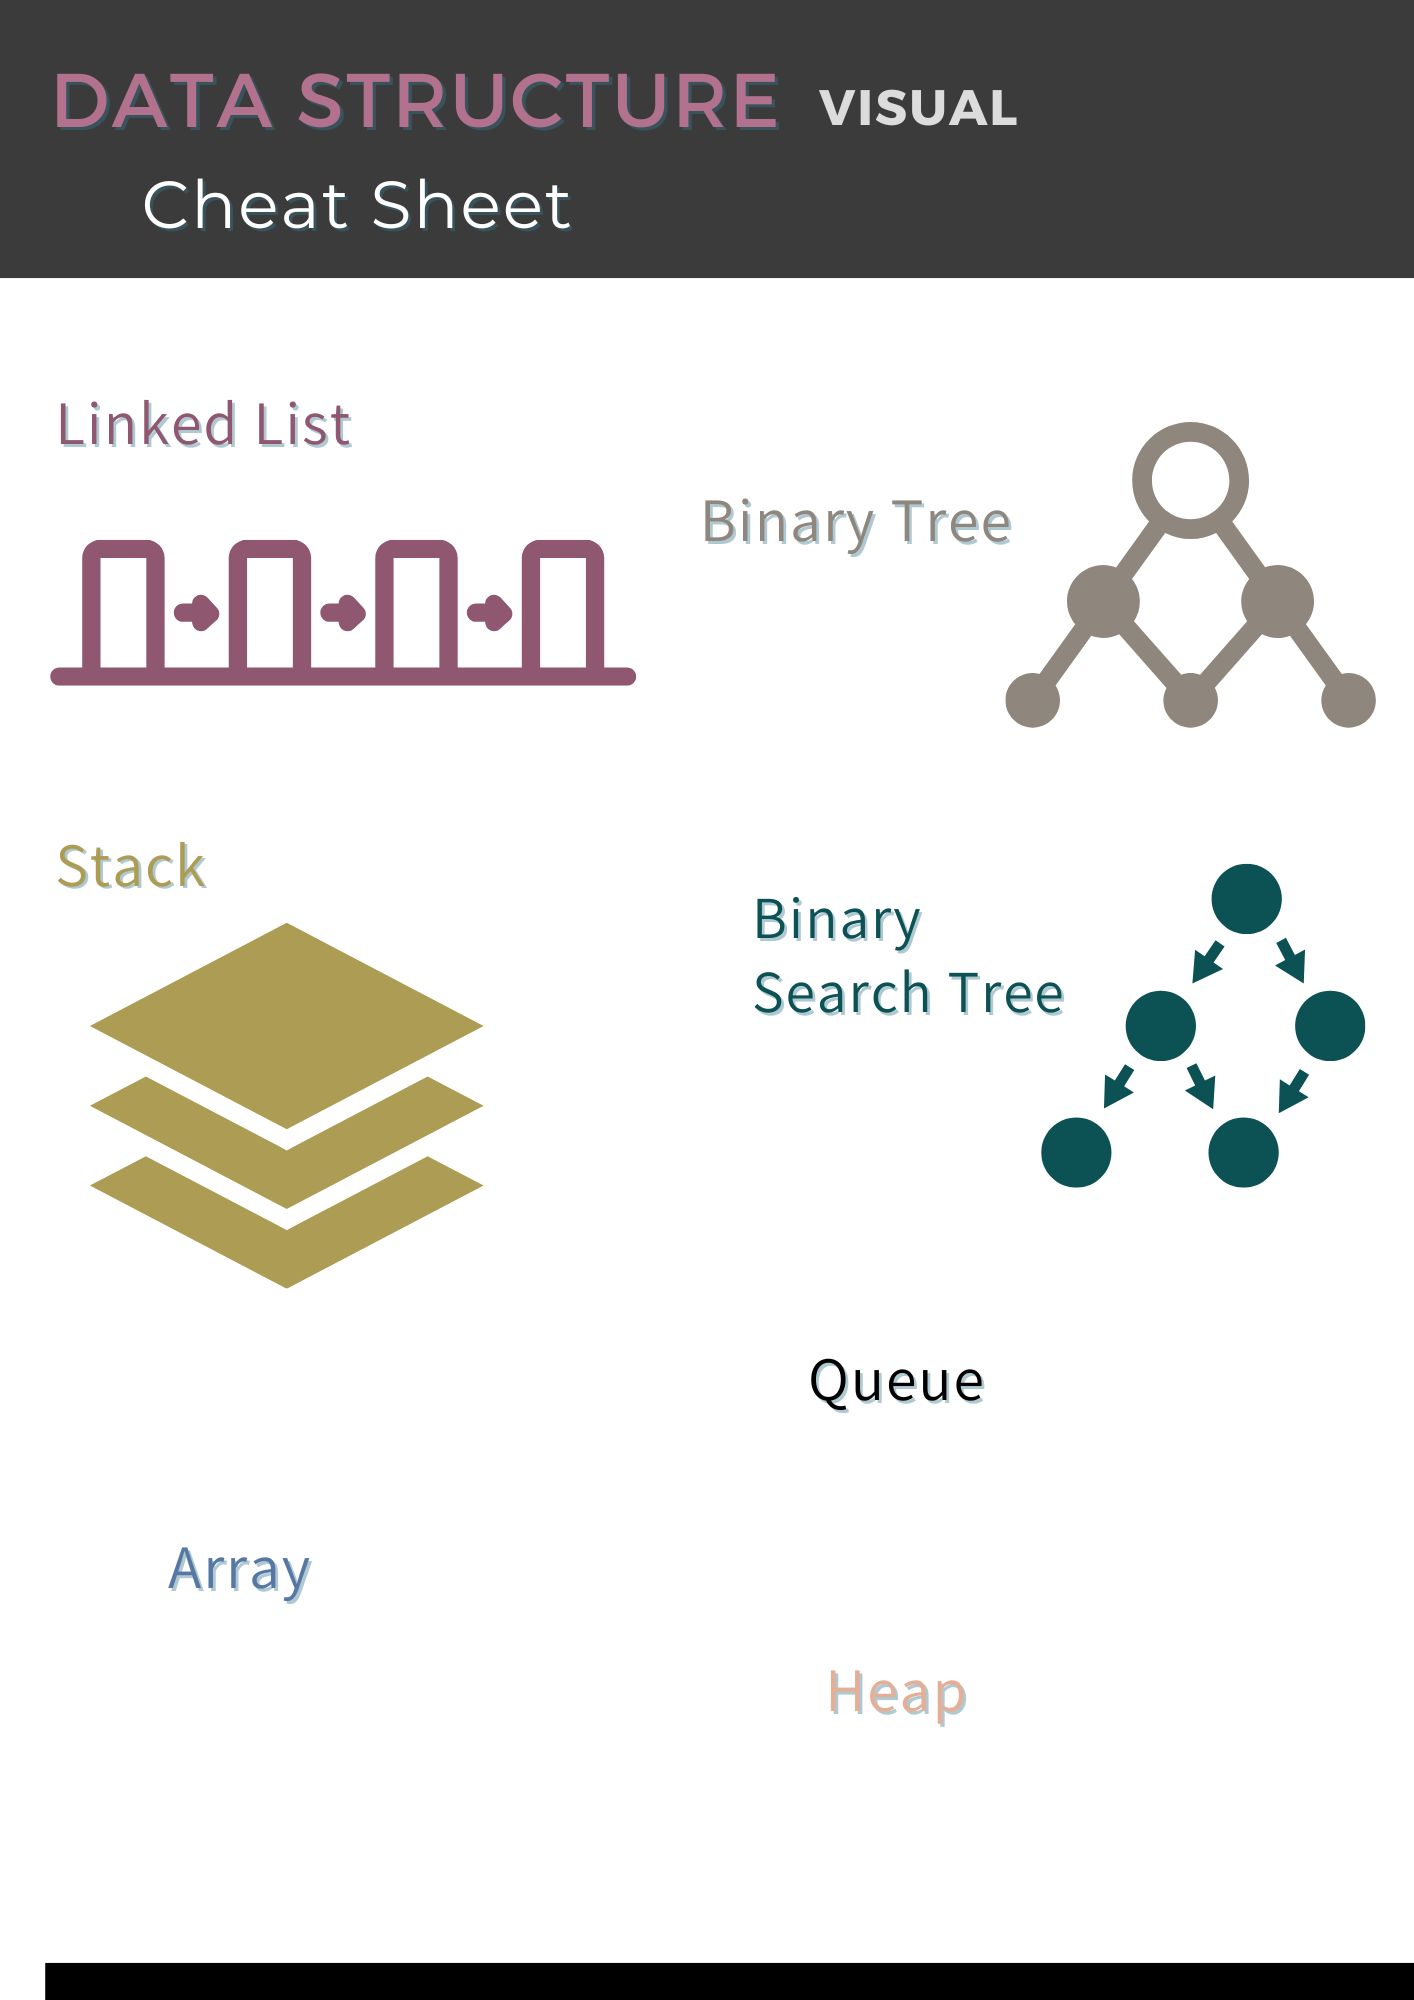 DATA STRUCTURE VISUAL
Cheat Sheet
Linked List
Binary Tree
Stack
Binary
Search Tree
Queue
Array
Heap